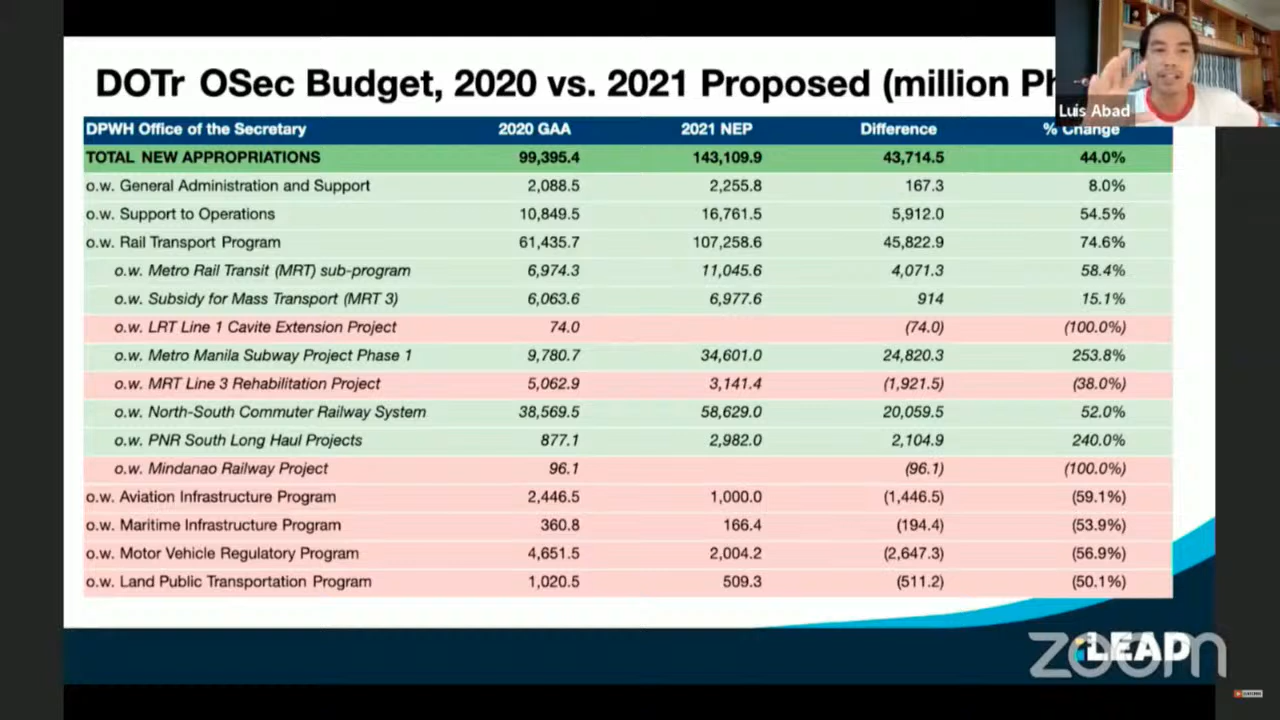 DOTr OSec Budget, 2020 vs. 2021 Proposed (million
Luis Abad
DPWH Office of the Secretary 2020 GAA 2021 NEP Difference % Change
TOTAL NEW APPROPRIATIONS 99,395.4 143,109.9 43,714.5 44.0%
o.w. General Administration and Support 2,088.5 2,255.8 167.3 8.0%
o.w. Support to Operations 10,849.5 16,761.5 5,912.0 54.5%
o.w. Rail Transport Program 61,435.7 107,258.6 45,822.9 74.6%
o.w. Metro Rail Transit (MRT) sub-program 6,974.3 11,045.6 4,071.3 58.4%
o.w. Subsidy for Mass Transport (MRT 3) 6,063.6 6,977.6 914 15.1%
o.w. LRT Line 1 Cavite Extension Project 74.0 (74.0) (100.0%)
o.w. Metro Manila Subway Project Phase 1 9,780.7 34,601.0 24,820.3 253.8%
o.w. MRT Line 3 Rehabilitation Project 5,062.9 3,141.4 (1,921.5) (38.0%)
o.w. North-South Commuter Railway System 38,569.5 58,629.0 20,059.5 52.0%
o.w. PNR South Long Haul Projects 877.1 2,982.0 2,104.9 240.0%
o.w. Mindanao Railway Project 96.1 (96.1) (100.0%)
o.w. Aviation Infrastructure Program 2,446.5 1,000.0 (1,446.5) (59.1%)
o.w. Maritime Infrastructure Program 360.8 166.4 (194.4) (53.9%)
o.w. Motor Vehicle Regulatory Program 4,651.5 2,004.2 (2,647.3) (56.9%)
o.w. Land Public Transportation Program 1,020.5 509.3 (511.2) (50.1%)
zoom
LEAD